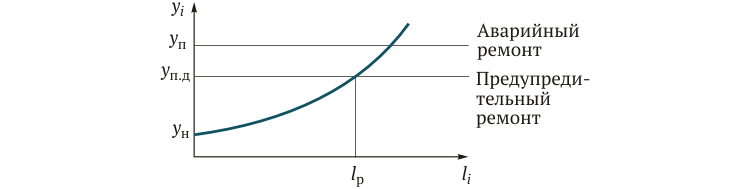 yᵢ
yп
Аварийный
ремонт
yп.д
Предупреди-
тельный
ремонт
yн
lр
lᵢ